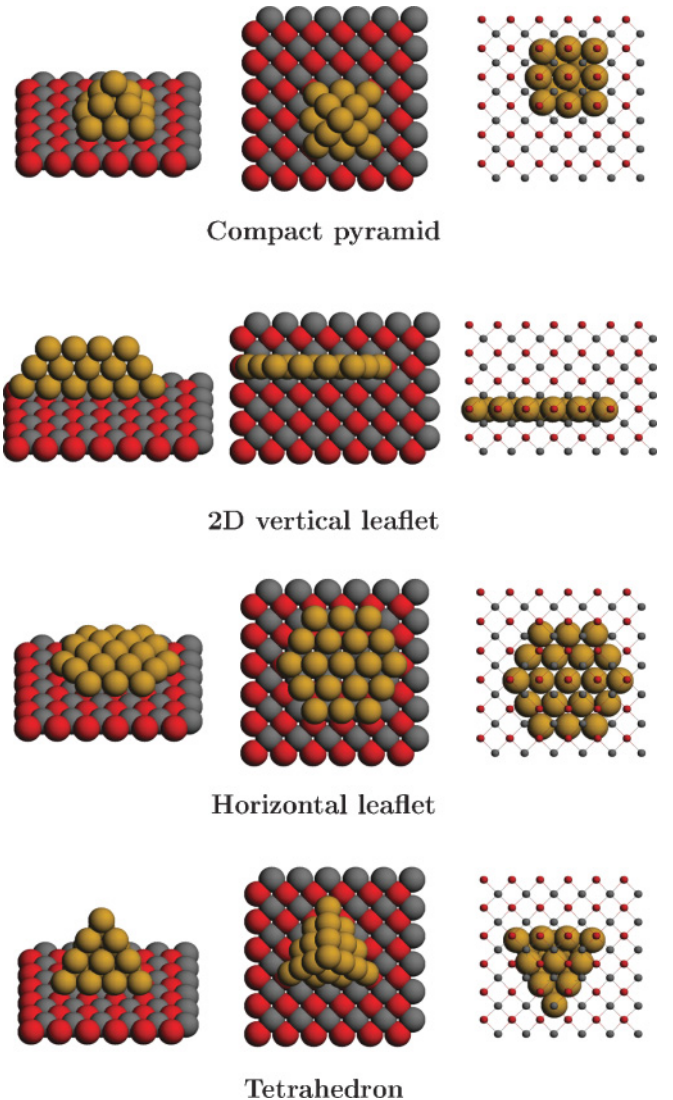 Compact pyramid
2D vertical leaflet
Horizontal leaflet
Tetrahedron